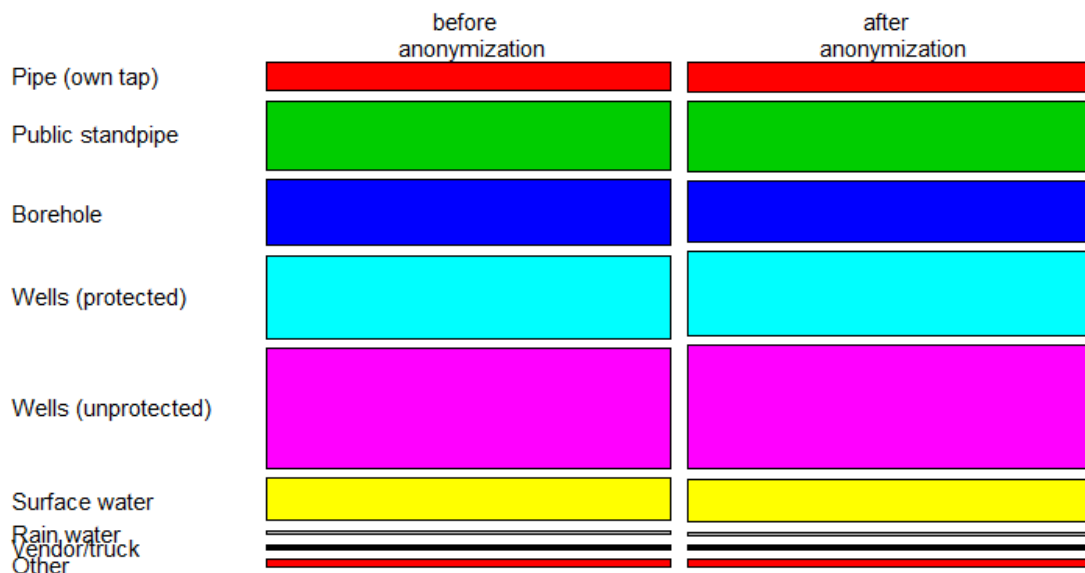 before
anonymization
after
anonymization
Pipe (own tap)
Public standpipe
Borehole
Wells (protected)
Wells (unprotected)
Surface water
Rain water
Vendor/truck
Other